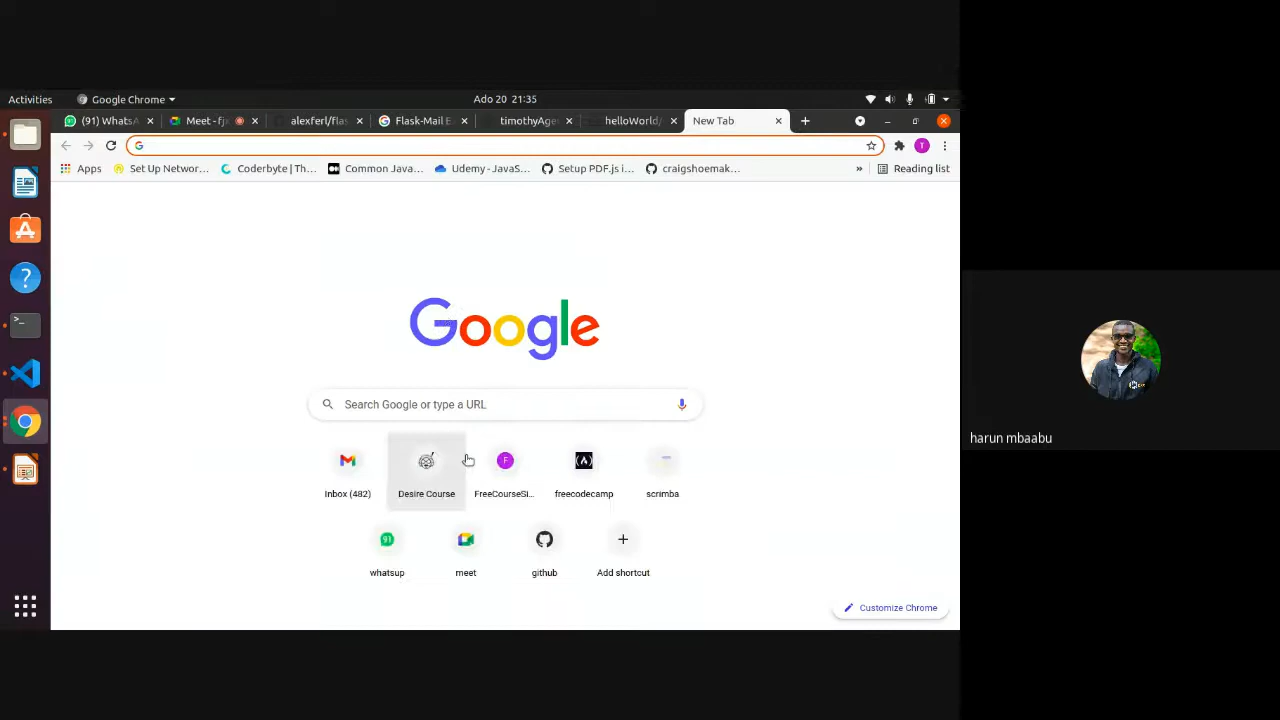 Activities Google Chrome Ado 20 21:35
(91) WhatsA Meet - fjx alexferl/flas Flask-Mail E timothyAge helloWorld/ New Tab
Apps Set Up Networ... Coderbyte | Th... Common Java... Udemy - JavaS... Setup PDF.js i... craigshoemak... » Reading list
Google
Search Google or type a URL
Inbox (482) Desire Course FreeCourseSi... freecodecamp scrimba
whatsup meet github Add shortcut
Customize Chrome
harun mbaabu